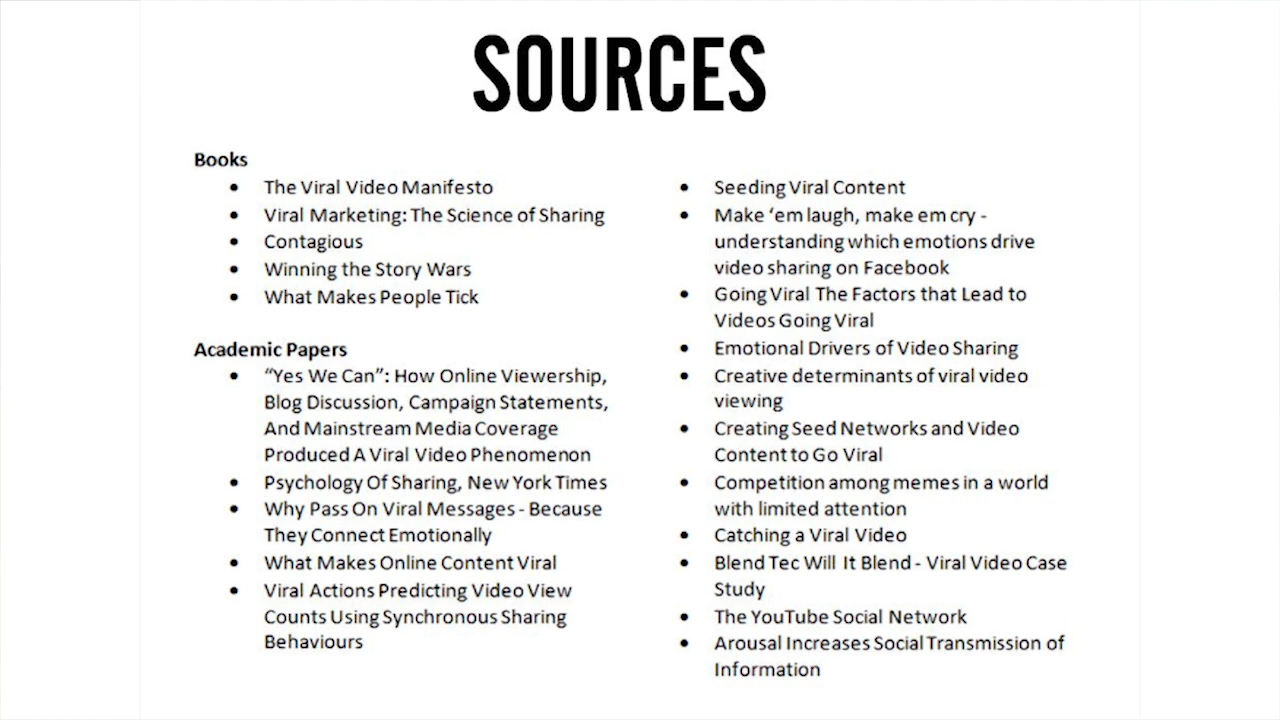 SOURCES
Books
• The Viral Video Manifesto
• Viral Marketing: The Science of Sharing
• Contagious
• Winning the Story Wars
• What Makes People Tick
Academic Papers
• “Yes We Can”: How Online Viewership,
Blog Discussion, Campaign Statements,
And Mainstream Media Coverage
Produced A Viral Video Phenomenon
• Psychology Of Sharing, New York Times
• Why Pass On Viral Messages - Because
They Connect Emotionally
• What Makes Online Content Viral
• Viral Actions Predicting Video View
Counts Using Synchronous Sharing
Behaviours
• Seeding Viral Content
• Make ‘em laugh, make em cry -
understanding which emotions drive
video sharing on Facebook
• Going Viral The Factors that Lead to
Videos Going Viral
• Emotional Drivers of Video Sharing
• Creative determinants of viral video
viewing
• Creating Seed Networks and Video
Content to Go Viral
• Competition among memes in a world
with limited attention
• Catching a Viral Video
• Blend Tec Will It Blend - Viral Video Case
Study
• The YouTube Social Network
• Arousal Increases Social Transmission of
Information